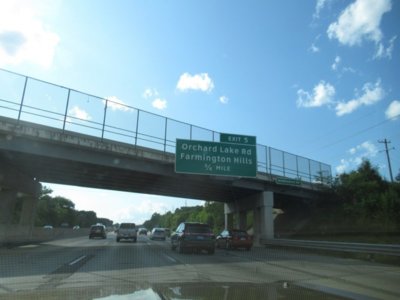 EXIT 5
Orchard Lake Rd
Farmington Hills
½ MILE